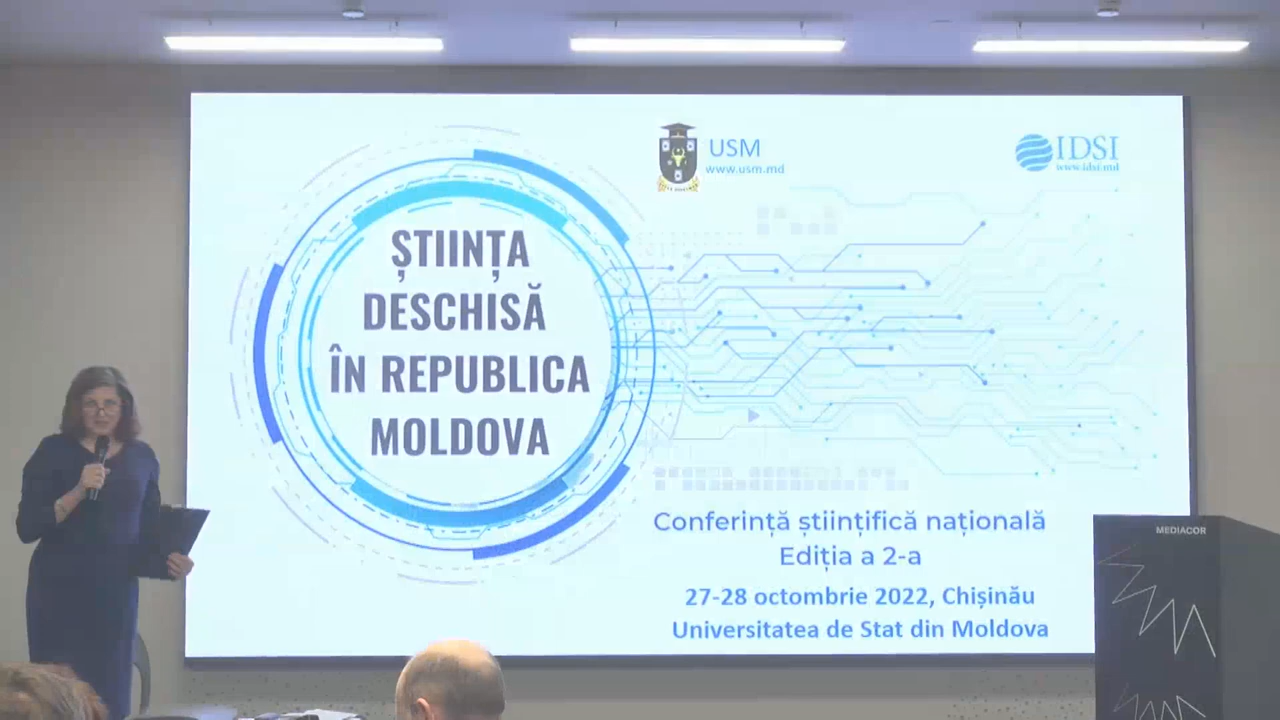 USM
www.usm.md
IDSI
www.idsi.md
ȘTIINȚA
DESCHISĂ
ÎN REPUBLICA
MOLDOVA
Conferință științifică națională
Ediția a 2-a
27-28 octombrie 2022, Chișinău
Universitatea de Stat din Moldova
MEDIACOR